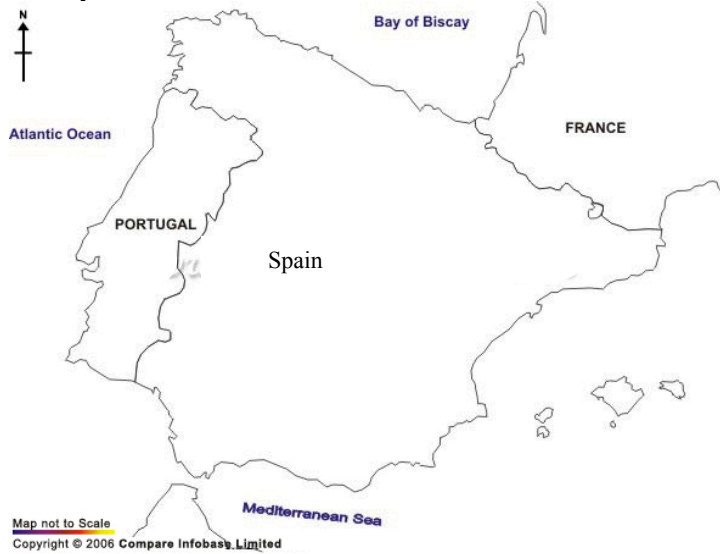 N
Bay of Biscay
Atlantic Ocean
FRANCE
PORTUGAL
Spain
Mediterranean Sea
Map not to Scale
Copyright © 2006 Compare Infobase Limited